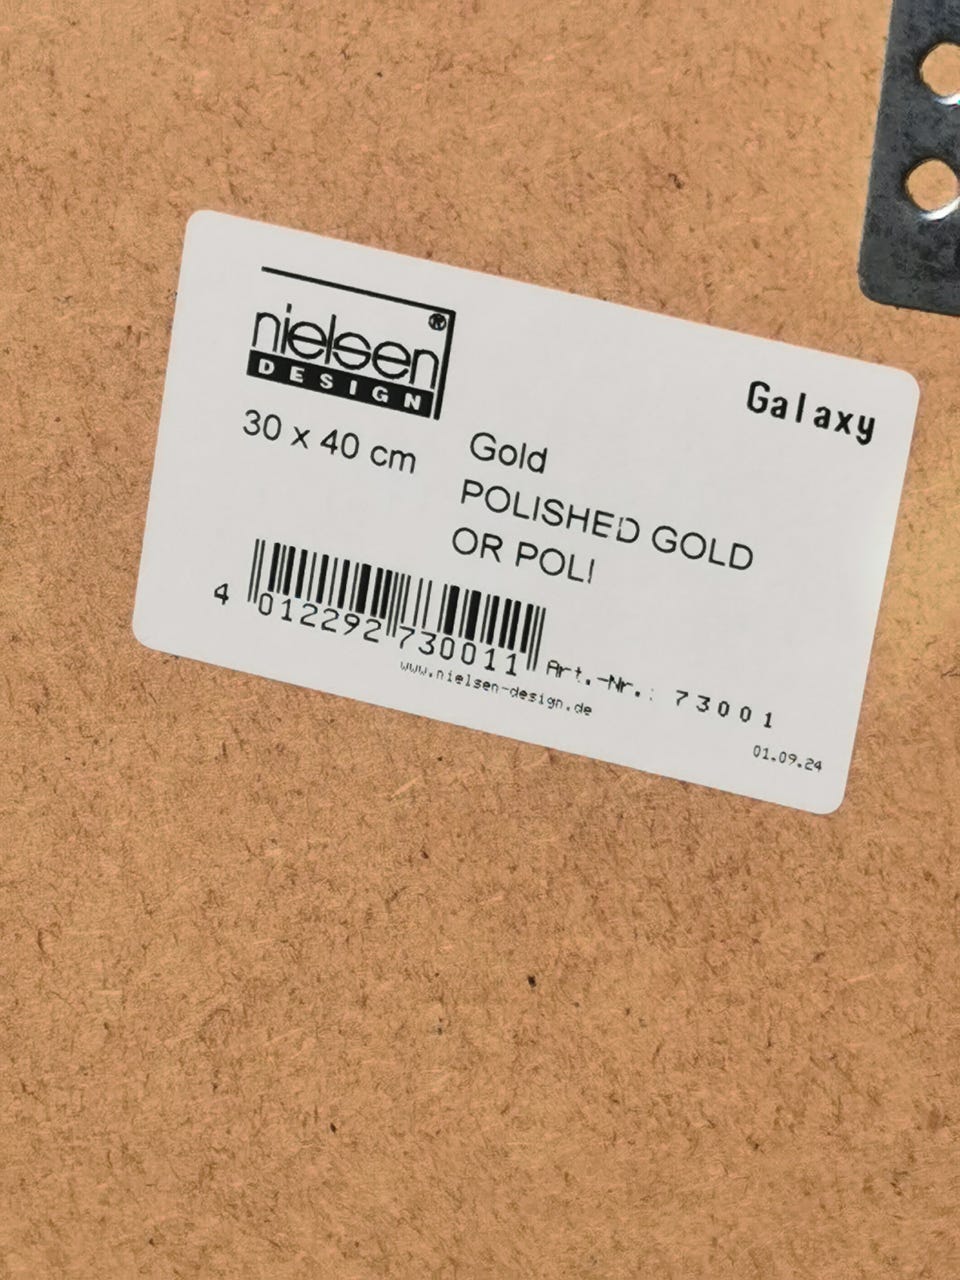 nielsen®
DESIGN
Galaxy
30 x 40 cm
Gold
POLISHED GOLD
OR POLI
4 012292 730011
Art.-Nr.: 73001
www.nielsen-design.de
01.09.24